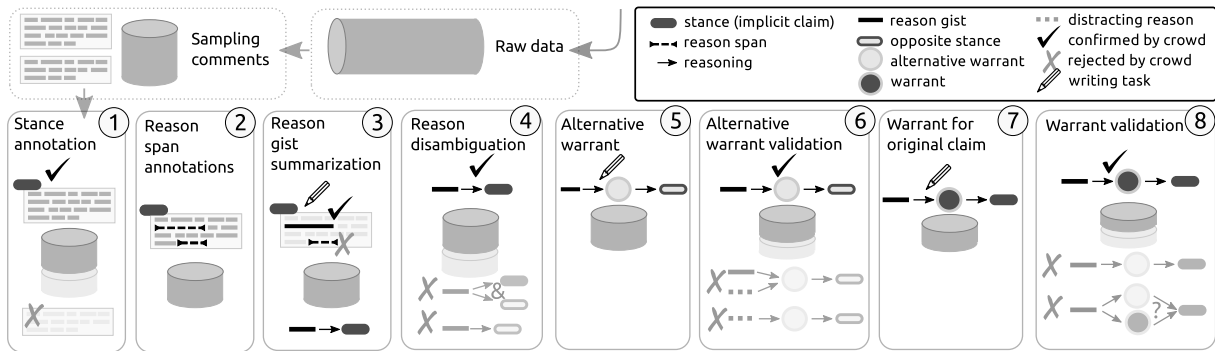 Sampling
comments
Raw data
stance (implicit claim)
reason span
reasoning
reason gist
opposite stance
alternative warrant
warrant
distracting reason
confirmed by crowd
rejected by crowd
writing task
Stance
annotation
1
Reason
span
annotations
2
Reason
gist
summarization
3
Reason
disambiguation
4
&
Alternative
warrant
5
Alternative
warrant validation
6
Warrant for
original claim
7
Warrant validation
8
?